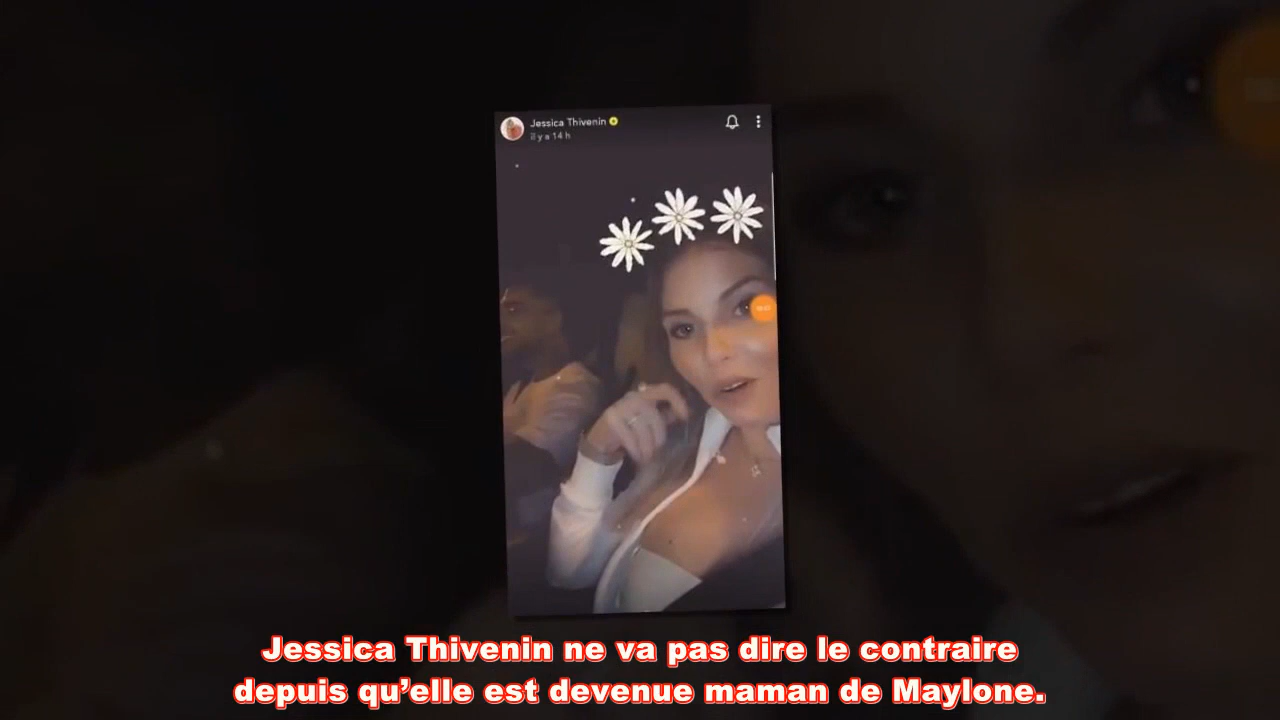 Jessica Thivenin
il y a 14 h
Jessica Thivenin ne va pas dire le contraire
depuis qu’elle est devenue maman de Maylone.